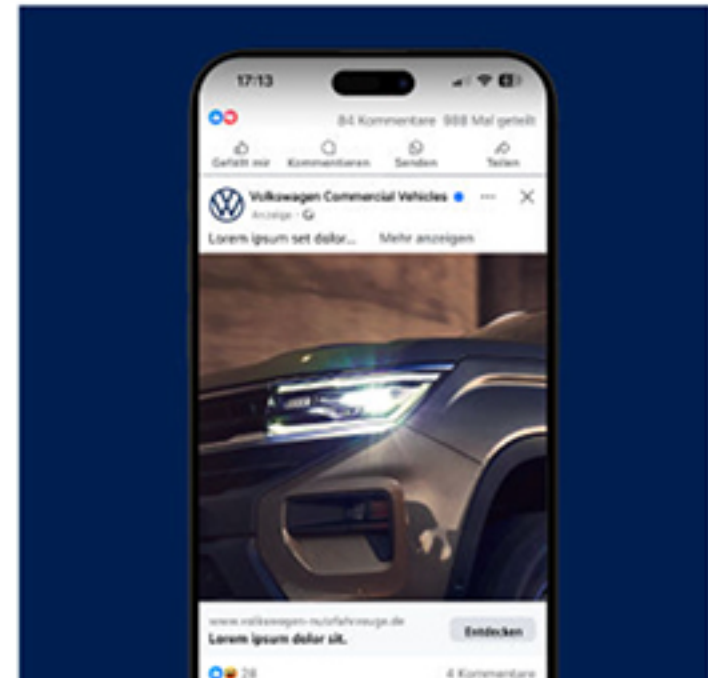 17:13
84 Kommentare 988 Mal geteilt
Gefällt mir Kommentieren Senden Teilen
Volkswagen Commercial Vehicles
Anzeige
Lorem ipsum set dolor... Mehr anzeigen
www.volkswagen-nutzfahrzeuge.de
Lorem ipsum dolor sit.
Entdecken
28 4 Kommentare